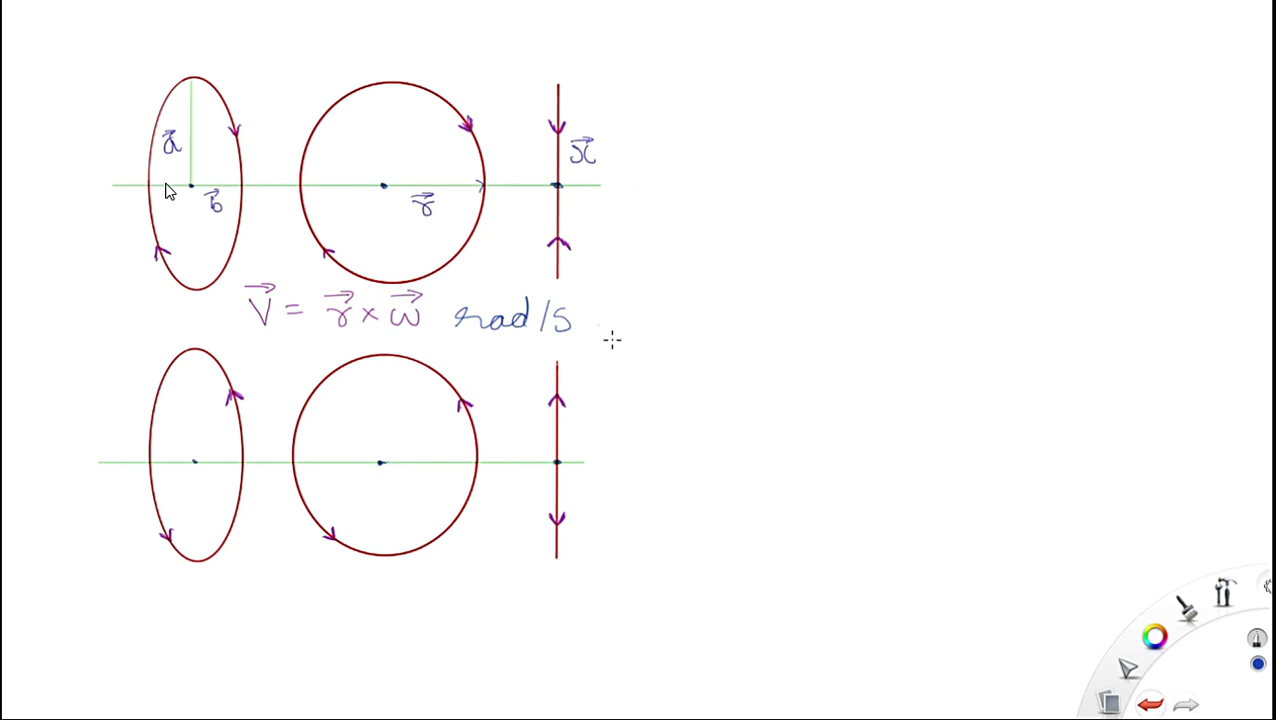 a⃗
b⃗
r⃗
x⃗
V⃗ = r⃗ × ω⃗ rad/s